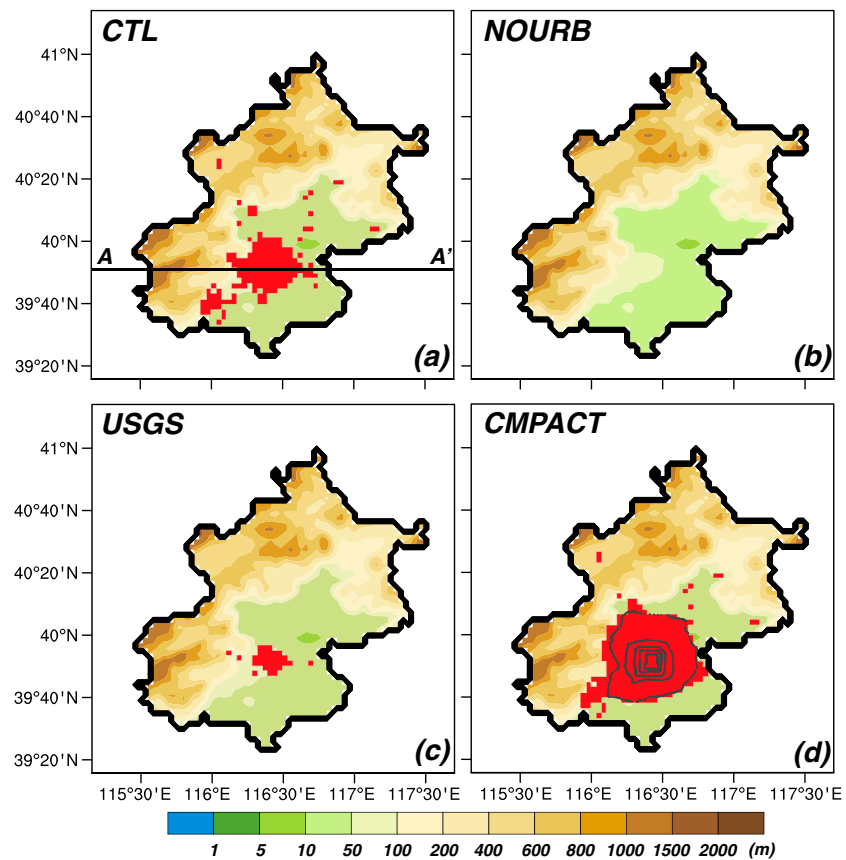 CTL
NOURB
41°N
40°40'N
40°20'N
40°N
A A'
39°40'N
39°20'N
(a)
(b)
USGS
CMPACT
41°N
40°40'N
40°20'N
40°N
39°40'N
39°20'N
(c)
(d)
115°30'E 116°E 116°30'E 117°E 117°30'E
115°30'E 116°E 116°30'E 117°E 117°30'E
1 5 10 50 100 200 400 600 800 1000 1500 2000 (m)